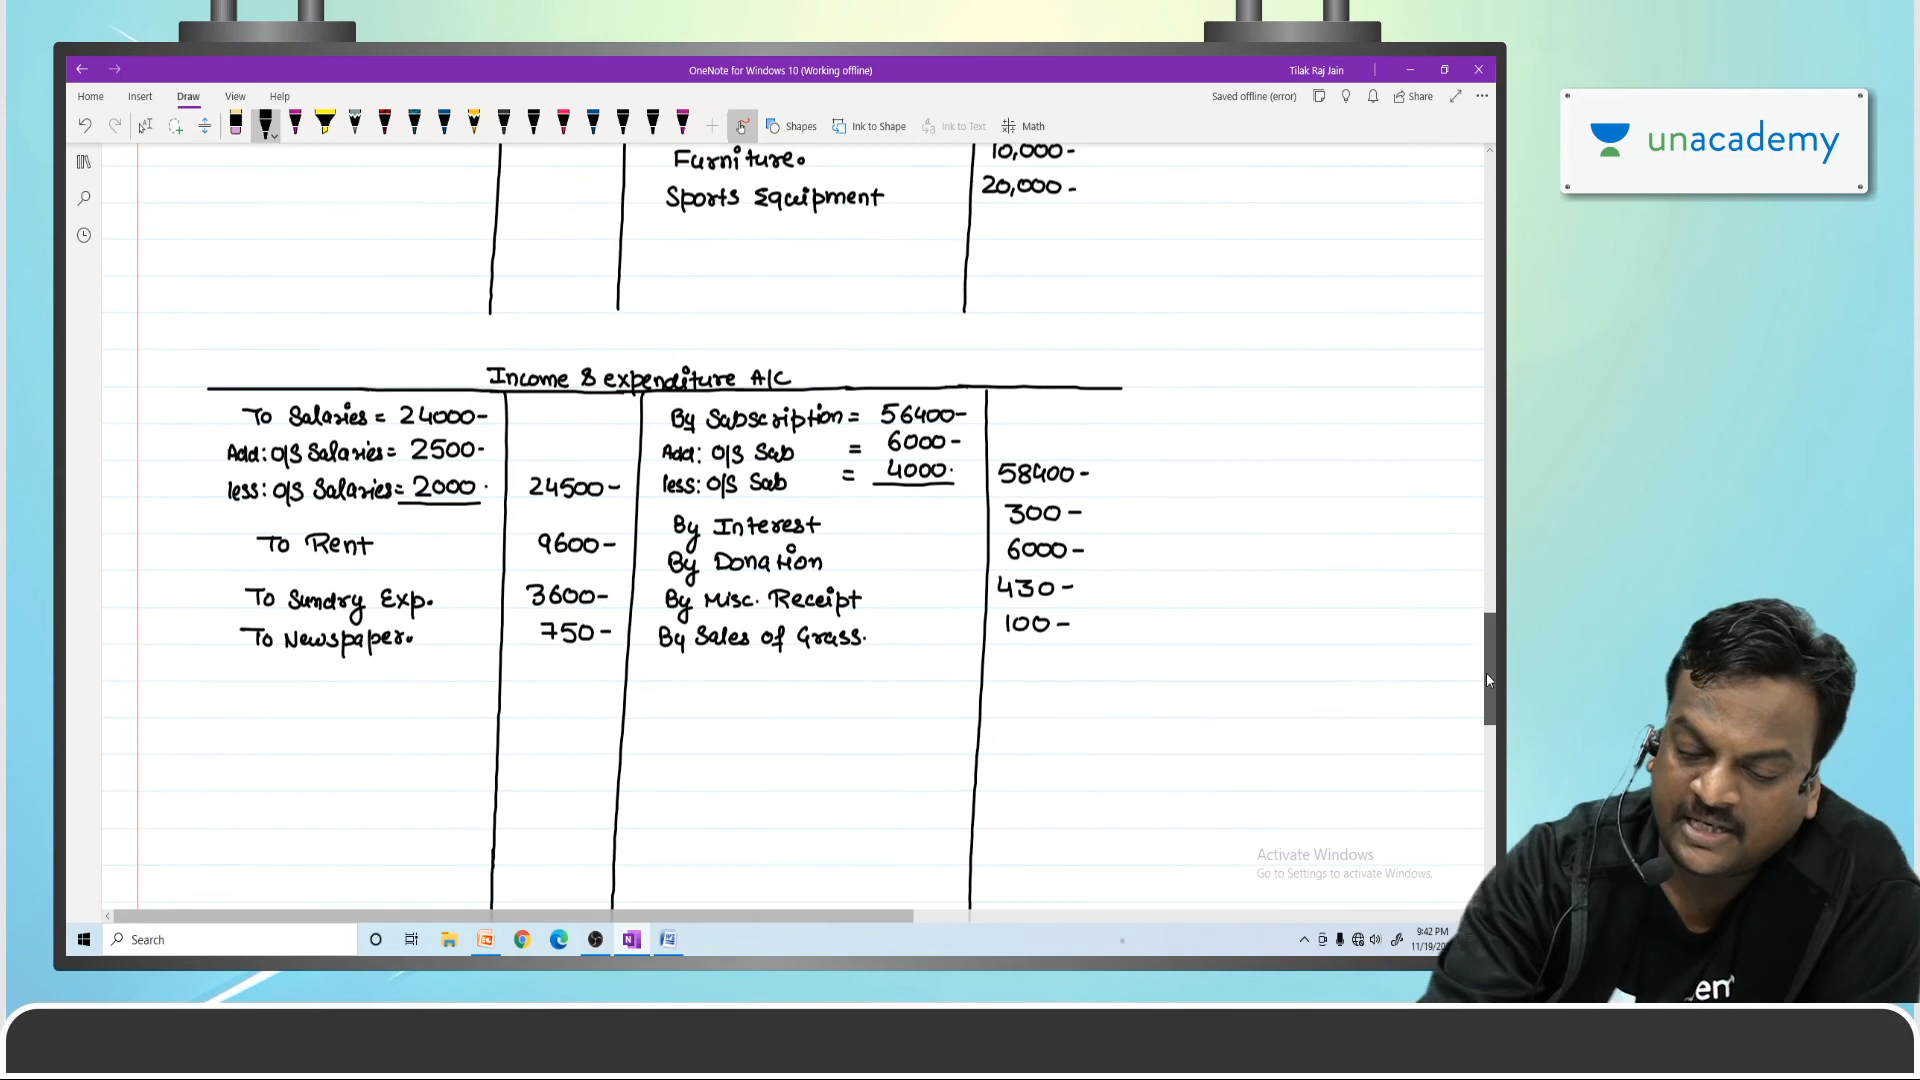 OneNote for Windows 10 (Working offline)
Tilak Raj Jain
Home Insert Draw View Help
Saved offline (error)
Share
Shapes
Ink to Shape
Ink to Text
Math
unacademy
Furniture. 10,000-
Sports Equipment 20,000-
Income & expenditure A/C
To Salaries = 24000- By Subscription = 56400-
Add: O/S Salaries = 2500- Add: O/S Sub = 6000-
less: O/S Salaries = 2000. 24500- less: O/S Sub = 4000. 58400-
By Interest 300-
To Rent 9600- By Donation 6000-
To Sundry Exp. 3600- By Misc. Receipt 430-
To Newspaper. 750- By Sales of Grass. 100-
Activate Windows
Go to Settings to activate Windows.
Search
9:42 PM
11/19/20
em